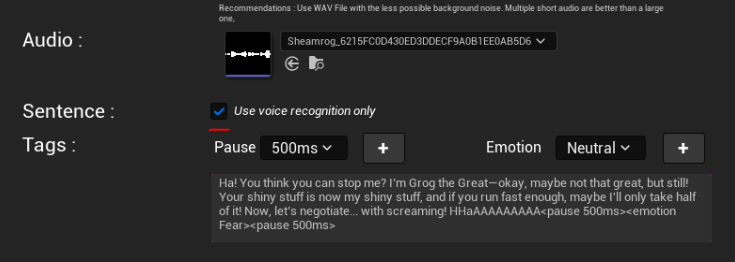 Recommendations : Use WAV File with the less possible background noise. Multiple short audio are better than a large
one,
Audio :
Sheamrog_6215FC0D430ED3DDECF9A0B1EE0AB5D6
Sentence :
Use voice recognition only
Tags :
Pause 500ms + Emotion Neutral +
Ha! You think you can stop me? I'm Grog the Great—okay, maybe not that great, but still!
Your shiny stuff is now my shiny stuff, and if you run fast enough, maybe I'll only take half
of it! Now, let's negotiate... with screaming! HHaAAAAAAAAA<pause 500ms><emotion
Fear><pause 500ms>